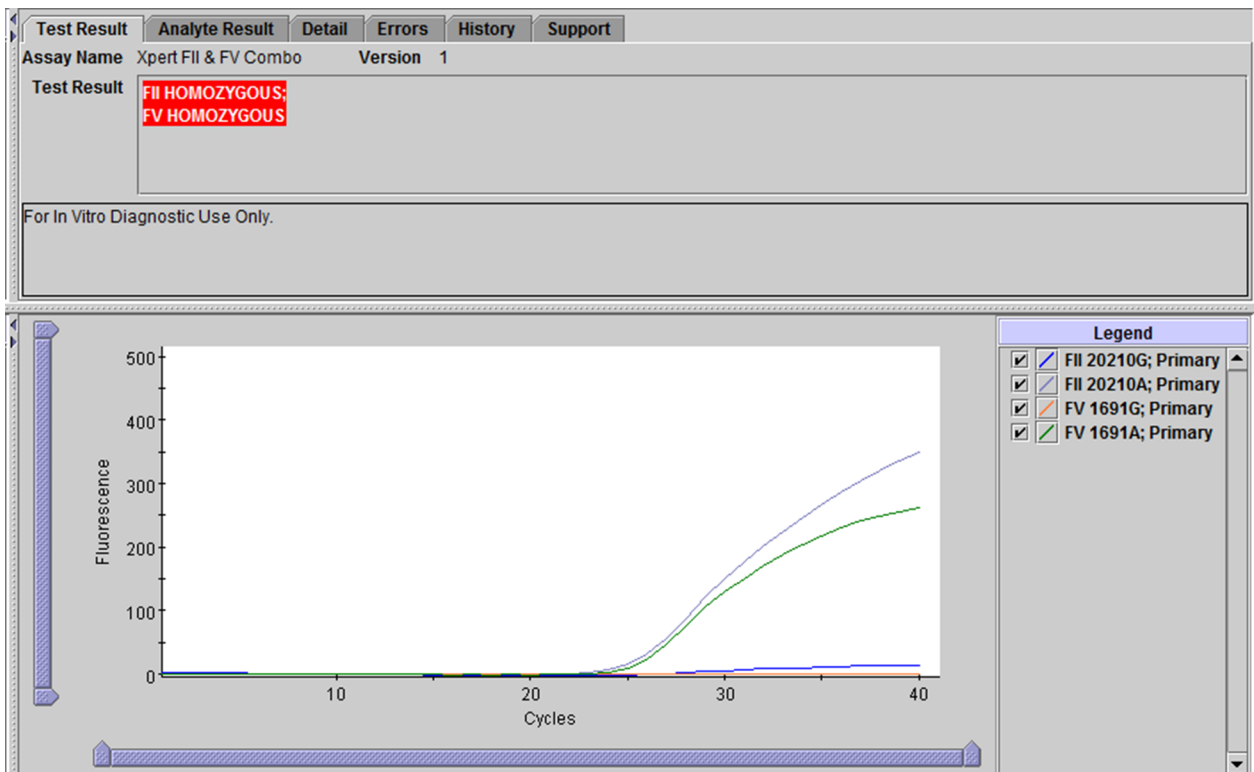 Test Result Analyte Result Detail Errors History Support
Assay Name Xpert FII & FV Combo Version 1
Test Result FII HOMOZYGOUS;
FV HOMOZYGOUS
For In Vitro Diagnostic Use Only.
500
400
300
200
100
0
Fluorescence
10 20 30 40
Cycles
Legend
FII 20210G; Primary
FII 20210A; Primary
FV 1691G; Primary
FV 1691A; Primary